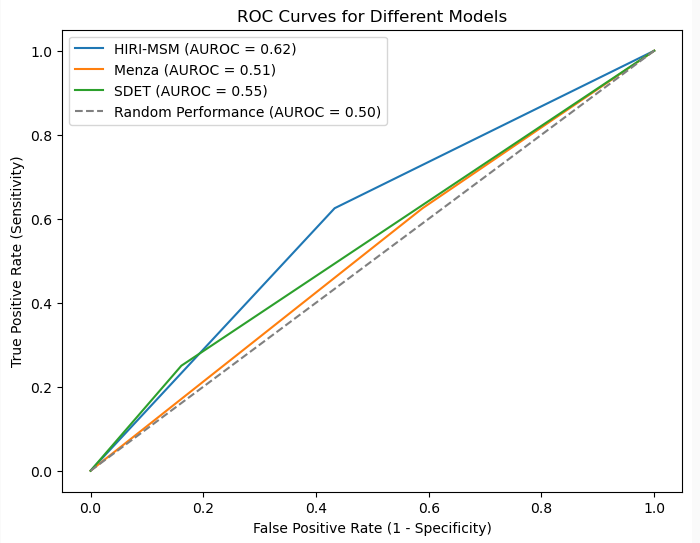 ROC Curves for Different Models
HIRI-MSM (AUROC = 0.62)
Menza (AUROC = 0.51)
SDET (AUROC = 0.55)
Random Performance (AUROC = 0.50)
True Positive Rate (Sensitivity)
1.0
0.8
0.6
0.4
0.2
0.0
0.0 0.2 0.4 0.6 0.8 1.0
False Positive Rate (1 - Specificity)